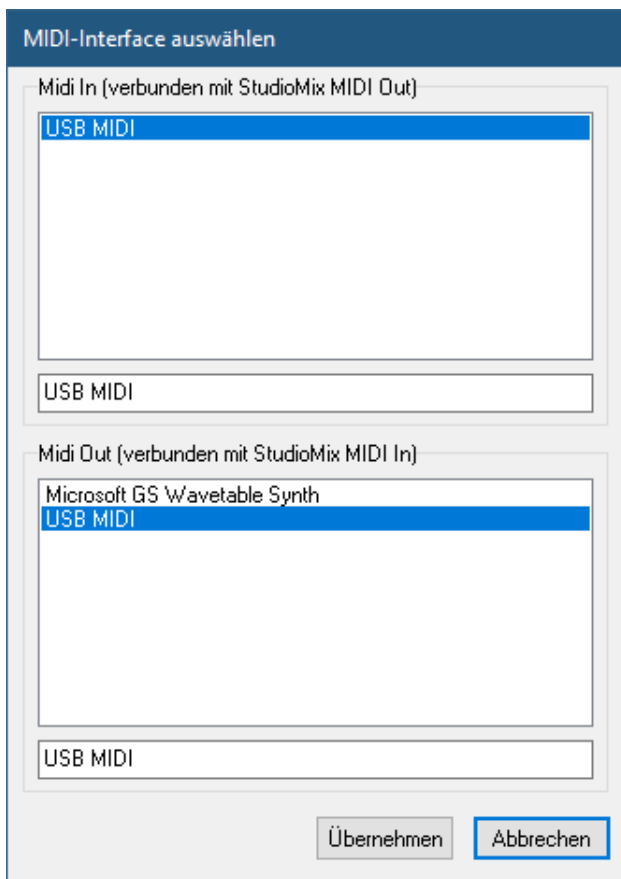 MIDI-Interface auswählen
Midi In (verbunden mit StudioMix MIDI Out)
USB MIDI
USB MIDI
Midi Out (verbunden mit StudioMix MIDI In)
Microsoft GS Wavetable Synth
USB MIDI
USB MIDI
Übernehmen Abbrechen